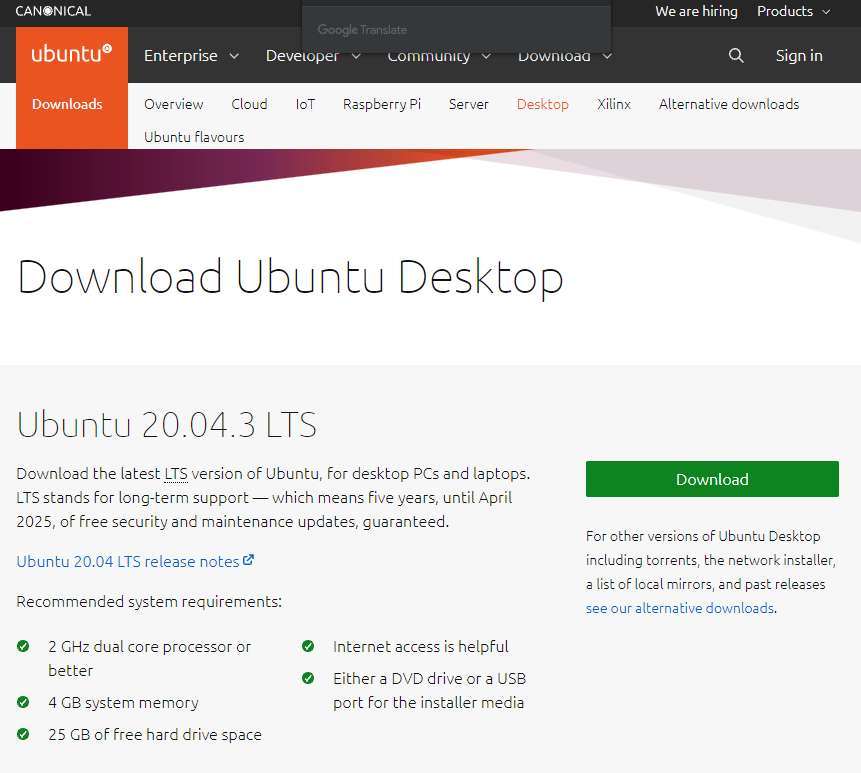 CANONICAL
We are hiring Products
Google Translate
ubuntu
Enterprise Developer Community Download Sign in
Downloads
Overview Cloud IoT Raspberry Pi Server Desktop Xilinx Alternative downloads
Ubuntu flavours
Download Ubuntu Desktop
Ubuntu 20.04.3 LTS
Download the latest LTS version of Ubuntu, for desktop PCs and laptops.
LTS stands for long-term support — which means five years, until April
2025, of free security and maintenance updates, guaranteed.
Ubuntu 20.04 LTS release notes
Recommended system requirements:
2 GHz dual core processor or
better
4 GB system memory
25 GB of free hard drive space
Internet access is helpful
Either a DVD drive or a USB
port for the installer media
Download
For other versions of Ubuntu Desktop
including torrents, the network installer,
a list of local mirrors, and past releases
see our alternative downloads.